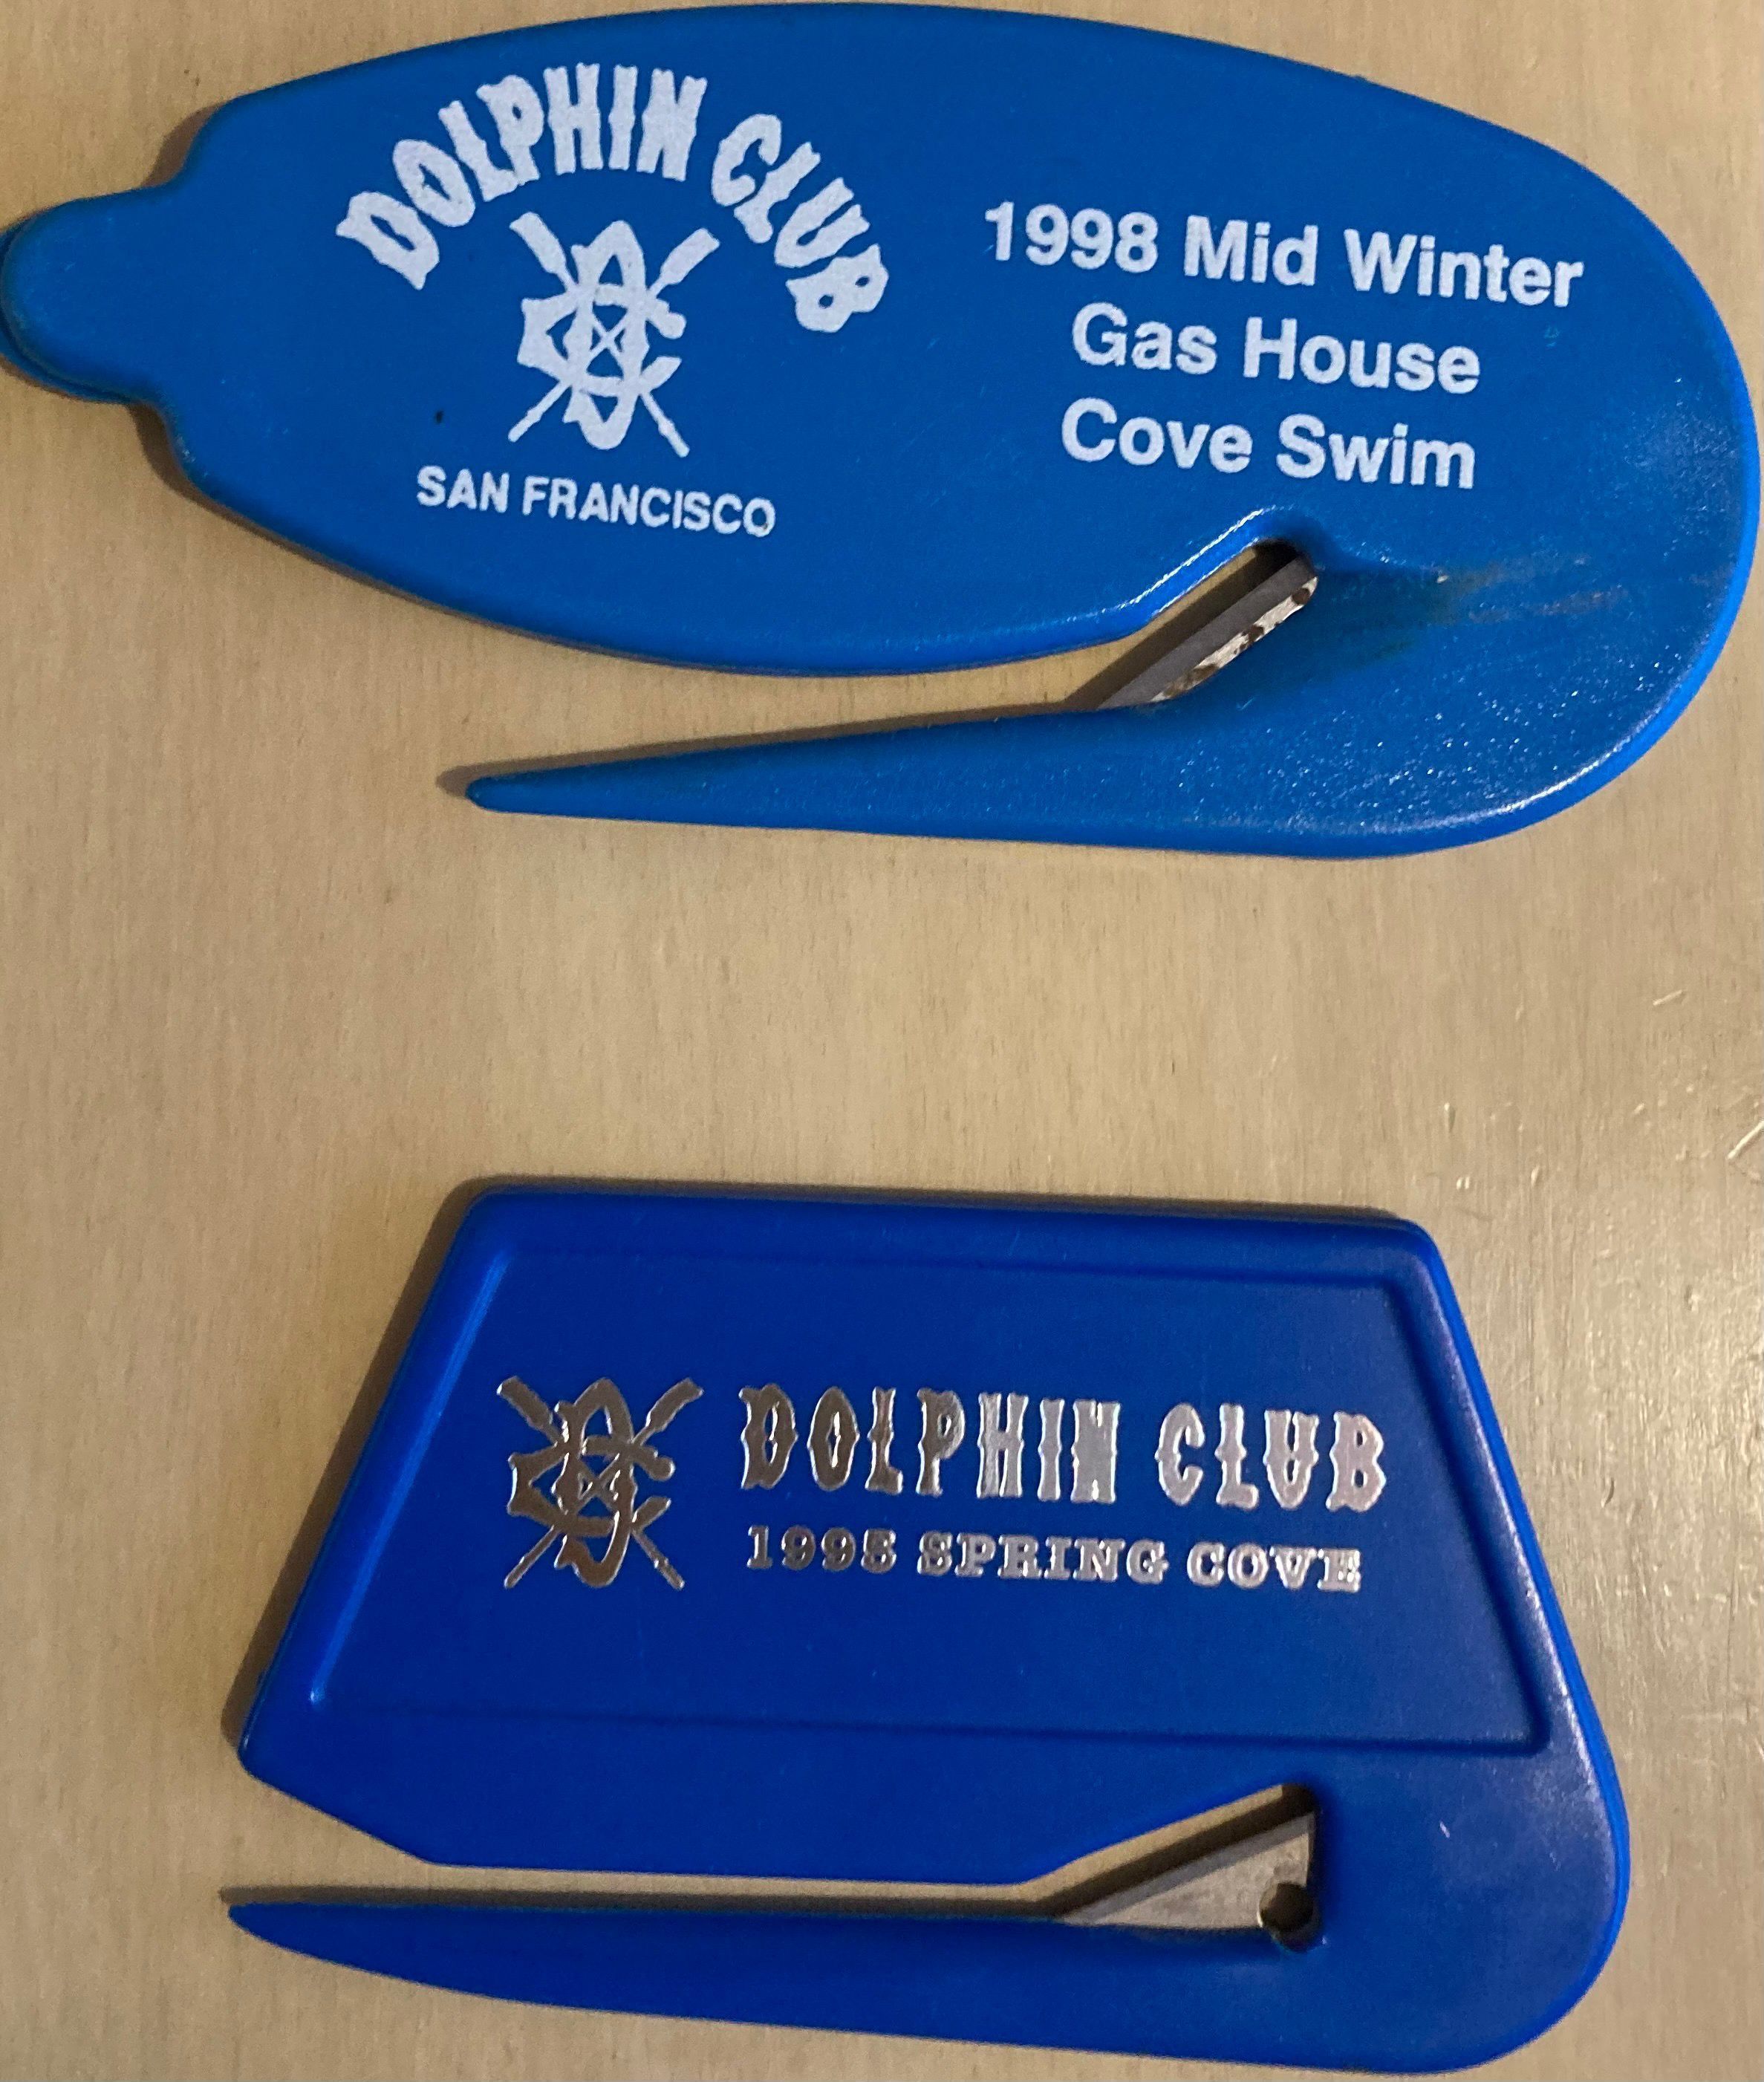 DOLPHIN CLUB
SAN FRANCISCO
1998 Mid Winter
Gas House
Cove Swim
DOLPHIN CLUB
1995 SPRING COVE